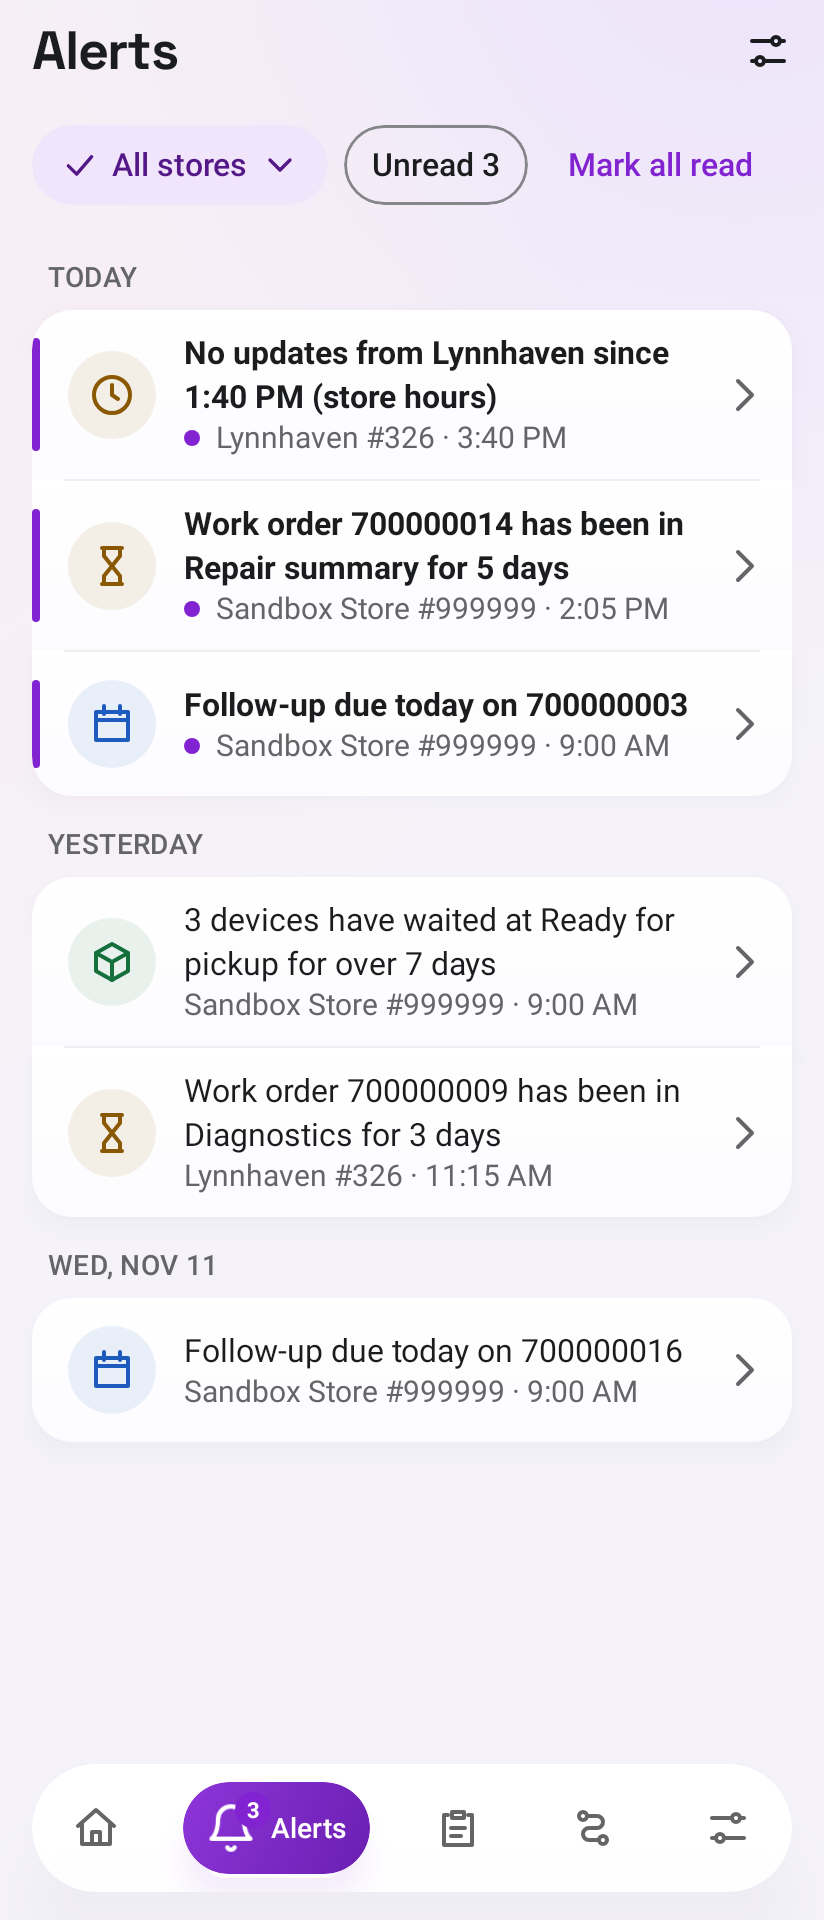 Alerts
All stores
Unread 3
Mark all read
TODAY
No updates from Lynnhaven since
1:40 PM (store hours)
Lynnhaven #326 · 3:40 PM
Work order 700000014 has been in
Repair summary for 5 days
Sandbox Store #999999 · 2:05 PM
Follow-up due today on 700000003
Sandbox Store #999999 · 9:00 AM
YESTERDAY
3 devices have waited at Ready for
pickup for over 7 days
Sandbox Store #999999 · 9:00 AM
Work order 700000009 has been in
Diagnostics for 3 days
Lynnhaven #326 · 11:15 AM
WED, NOV 11
Follow-up due today on 700000016
Sandbox Store #999999 · 9:00 AM
3
Alerts